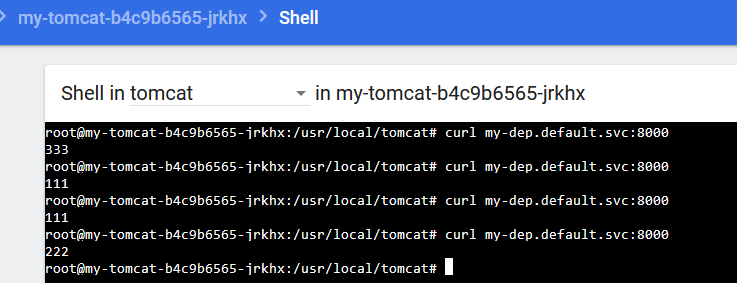 my-tomcat-b4c9b6565-jrkhx > Shell
Shell in tomcat in my-tomcat-b4c9b6565-jrkhx
root@my-tomcat-b4c9b6565-jrkhx:/usr/local/tomcat# curl my-dep.default.svc:8000
333
root@my-tomcat-b4c9b6565-jrkhx:/usr/local/tomcat# curl my-dep.default.svc:8000
111
root@my-tomcat-b4c9b6565-jrkhx:/usr/local/tomcat# curl my-dep.default.svc:8000
111
root@my-tomcat-b4c9b6565-jrkhx:/usr/local/tomcat# curl my-dep.default.svc:8000
222
root@my-tomcat-b4c9b6565-jrkhx:/usr/local/tomcat#